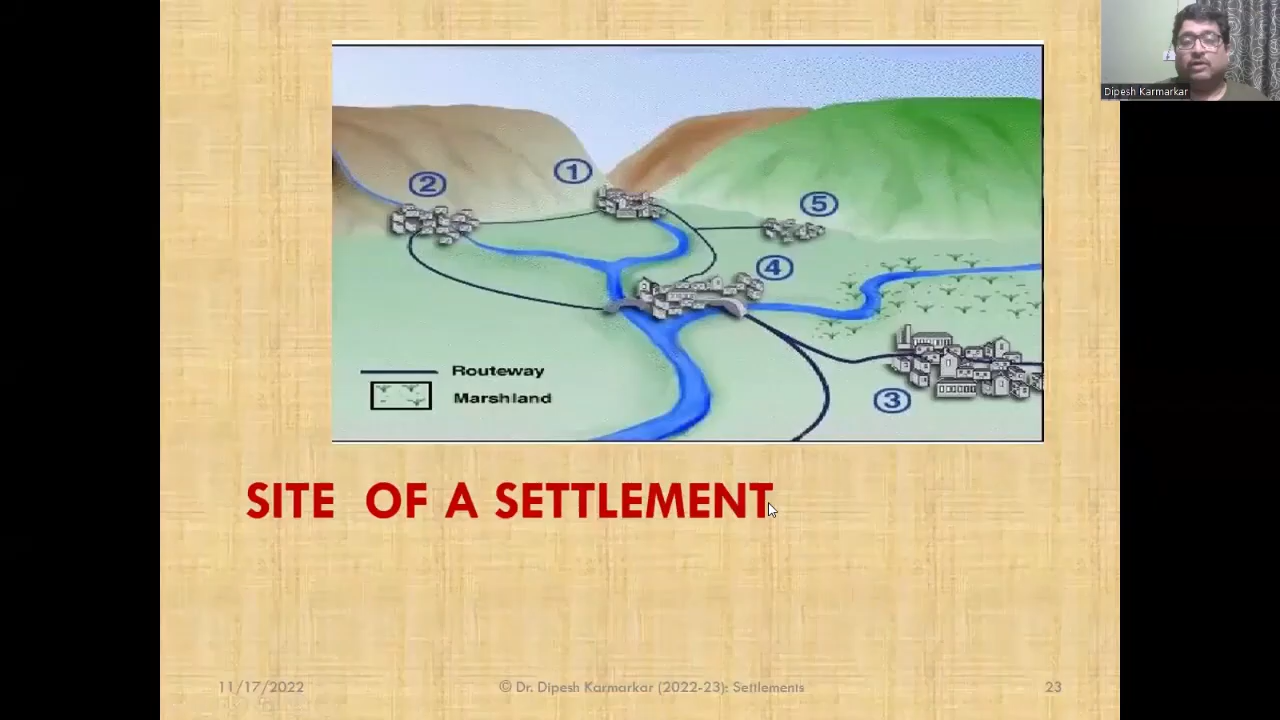 Dipesh Karmarkar
1
2
5
4
Routeway
Marshland
3
SITE OF A SETTLEMENT
11/17/2022
© Dr. Dipesh Karmarkar (2022-23): Settlements
23